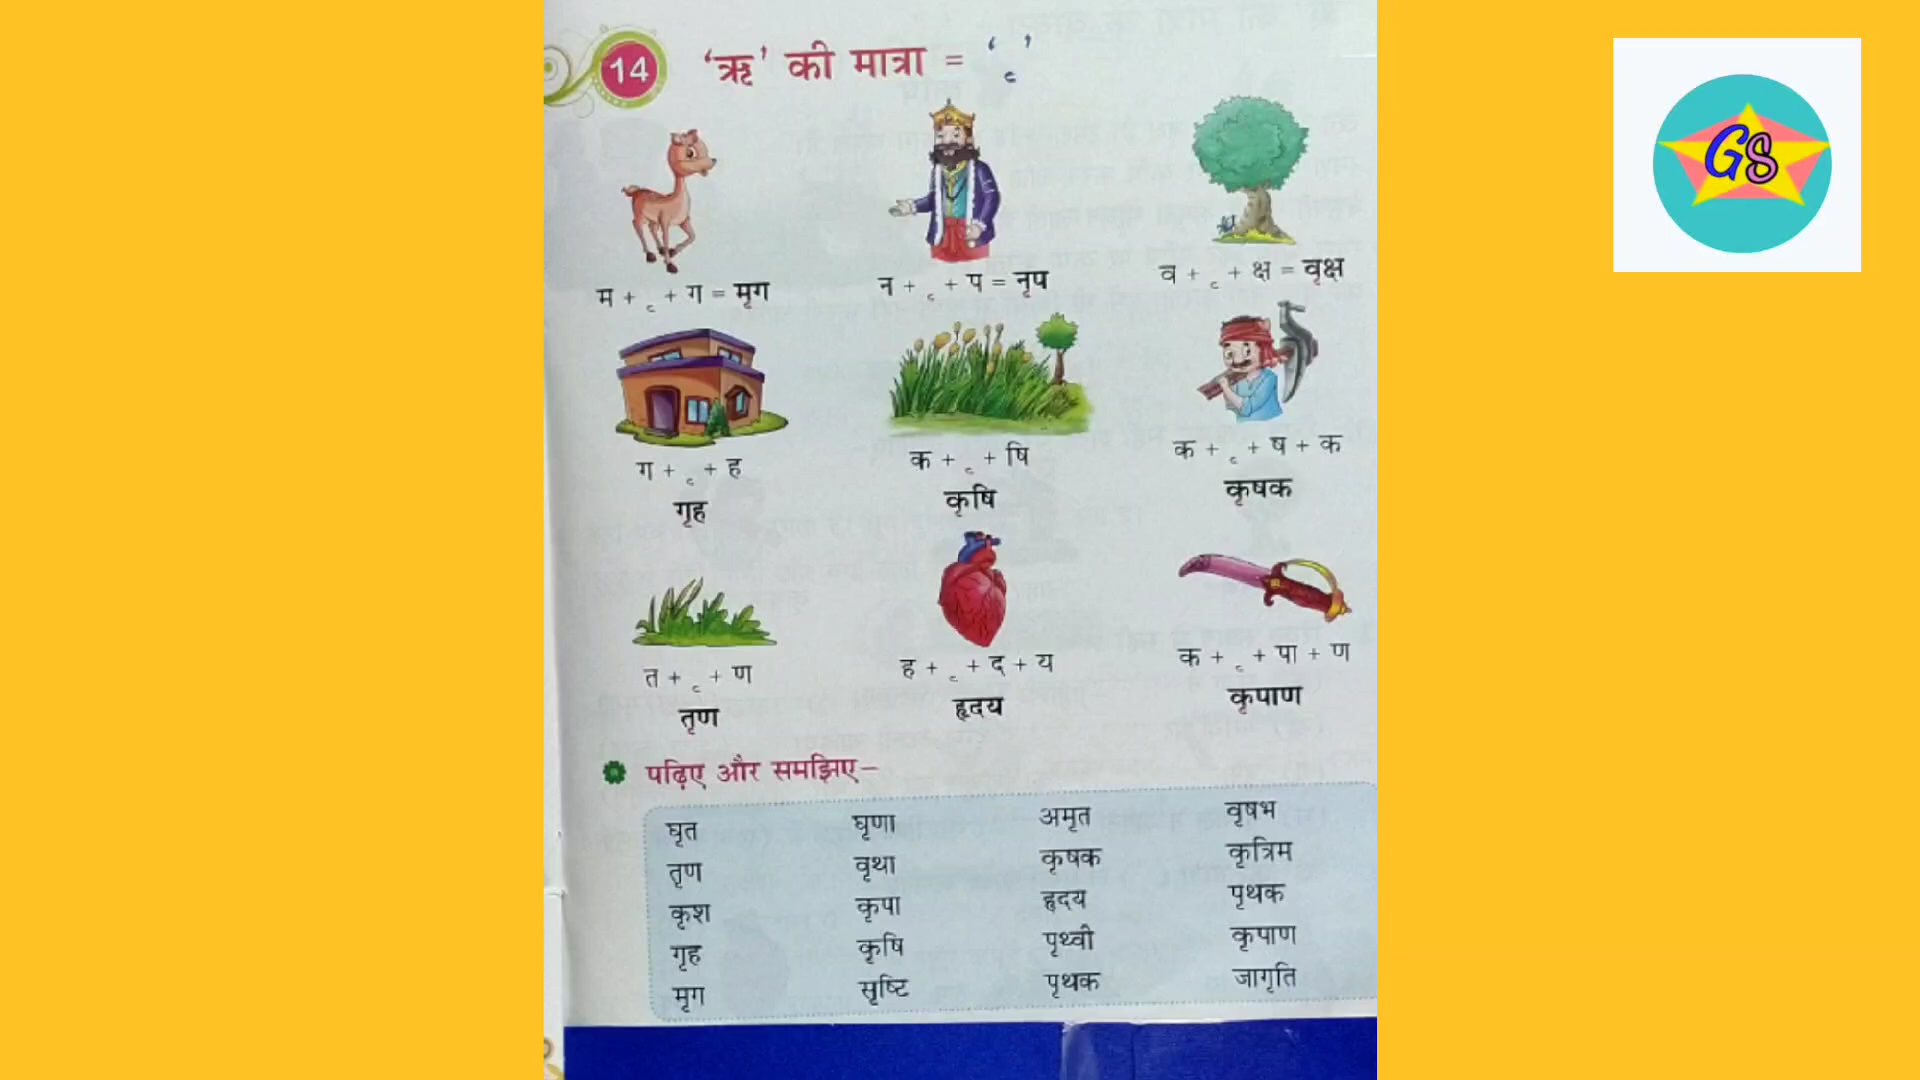 14 'ऋ' की मात्रा = ' ृ '
म + ृ + ग = मृग
न + ृ + प = नृप
व + ृ + क्ष = वृक्ष
ग + ृ + ह
गृह
क + ृ + षि
कृषि
क + ृ + ष + क
कृषक
त + ृ + ण
तृण
ह + ृ + द + य
हृदय
क + ृ + पा + ण
कृपाण
पढ़िए और समझिए–
घृत घृणा अमृत वृषभ
तृण वृथा कृषक कृत्रिम
कृश कृपा हृदय पृथक
गृह कृषि पृथ्वी कृपाण
मृग सृष्टि पृथक जागृति
GS